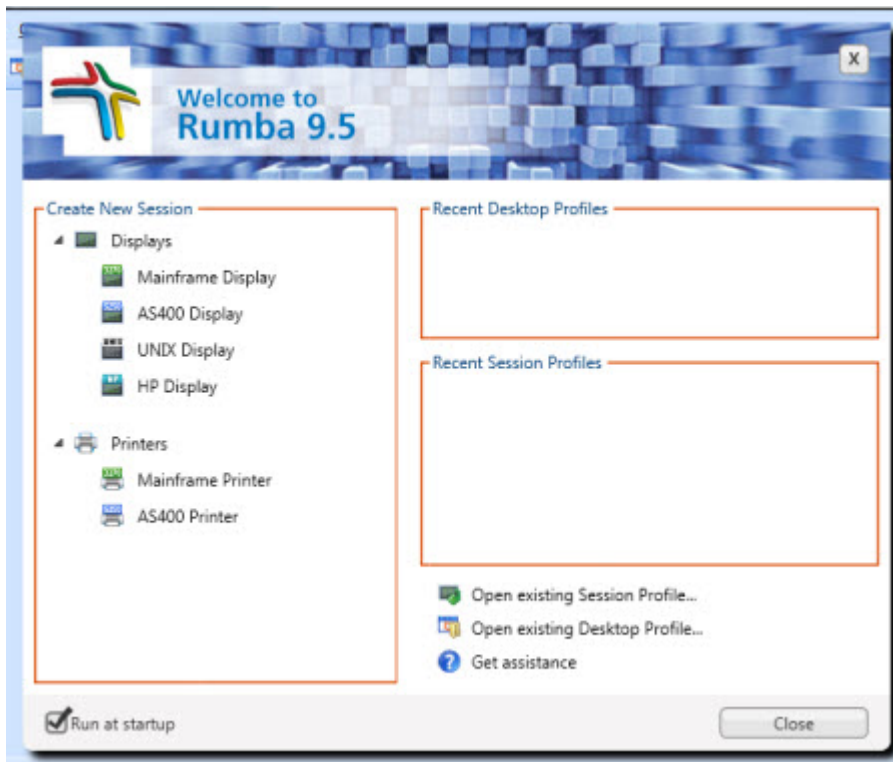 Welcome to
Rumba 9.5
X
Create New Session
Displays
Mainframe Display
AS400 Display
UNIX Display
HP Display
Printers
Mainframe Printer
AS400 Printer
Recent Desktop Profiles
Recent Session Profiles
Open existing Session Profile...
Open existing Desktop Profile...
Get assistance
Run at startup
Close